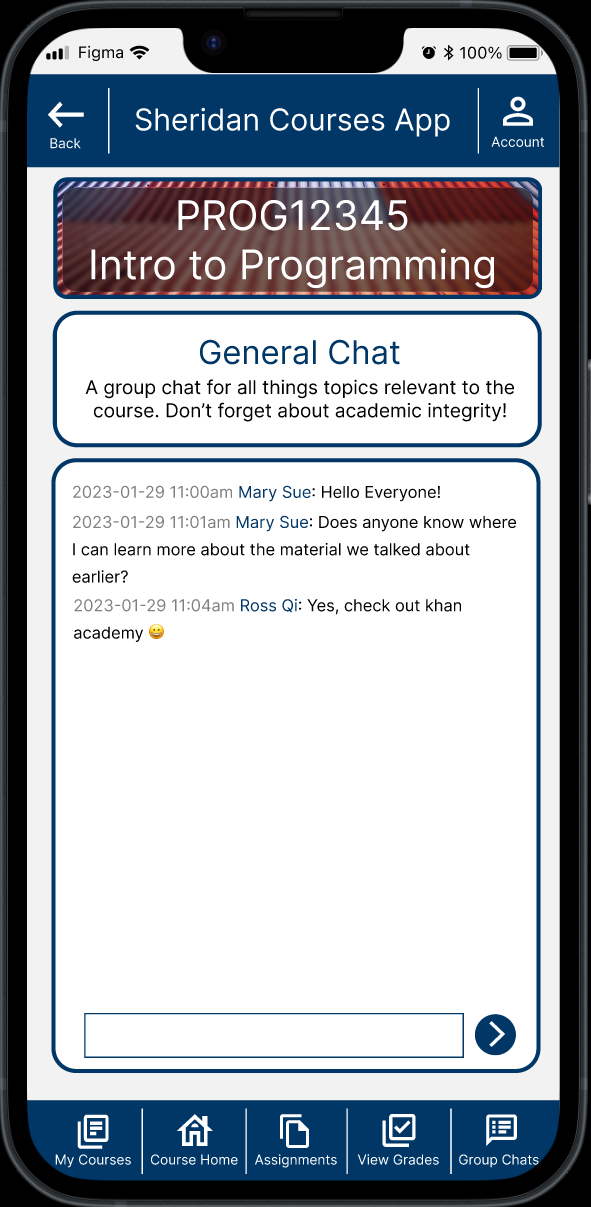 Figma 100%
Back
Sheridan Courses App
Account
PROG12345
Intro to Programming
General Chat
A group chat for all things topics relevant to the
course. Don’t forget about academic integrity!
2023-01-29 11:00am Mary Sue: Hello Everyone!
2023-01-29 11:01am Mary Sue: Does anyone know where
I can learn more about the material we talked about
earlier?
2023-01-29 11:04am Ross Qi: Yes, check out khan
academy 😀
My Courses Course Home Assignments View Grades Group Chats